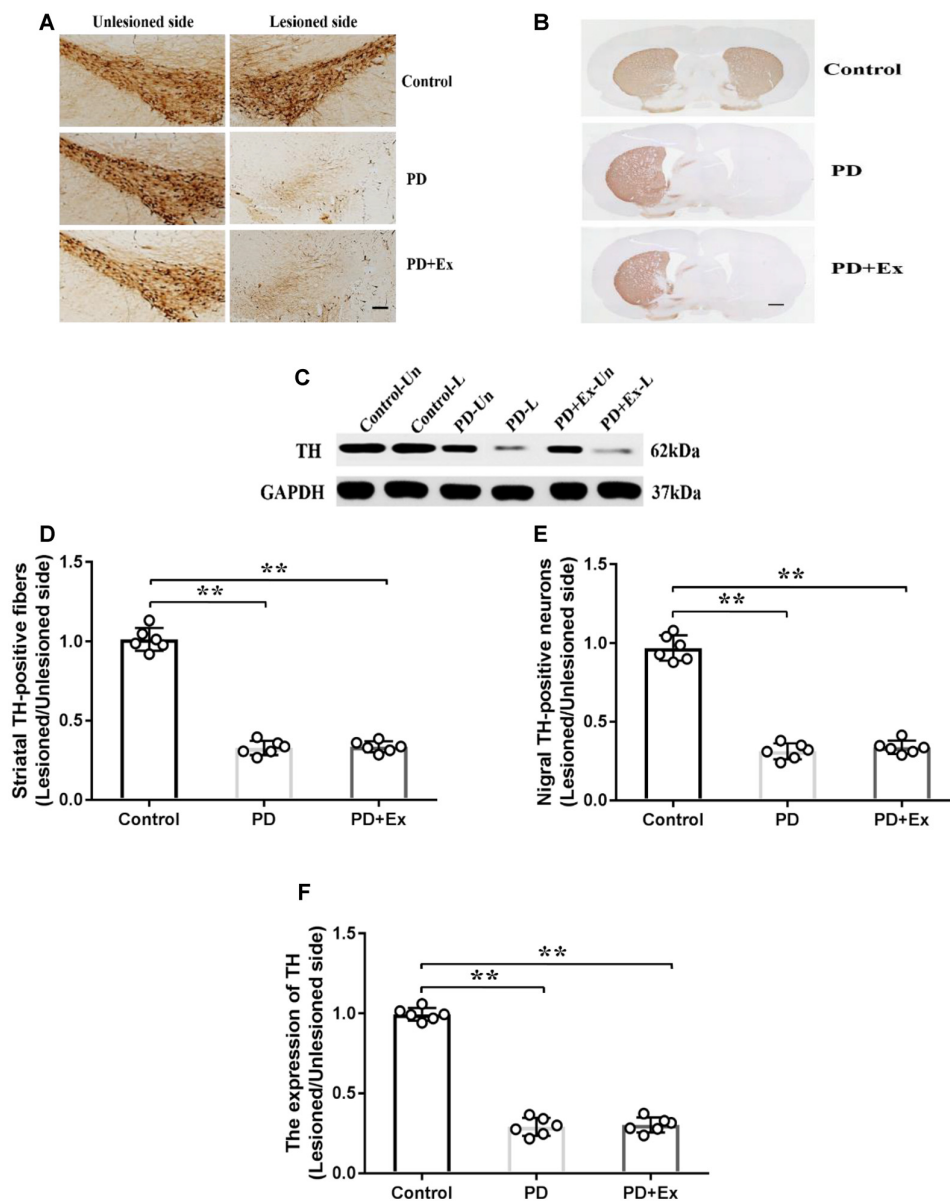 A
Unlesioned side
Lesioned side
Control
PD
PD+Ex
B
Control
PD
PD+Ex
C
Control-Un
Control-L
PD-Un
PD-L
PD+Ex-Un
PD+Ex-L
TH
62kDa
GAPDH
37kDa
D
Striatal TH-positive fibers
(Lesioned/Unlesioned side)
1.5
1.0
0.5
0.0
**
**
Control
PD
PD+Ex
E
Nigral TH-positive neurons
(Lesioned/Unlesioned side)
1.5
1.0
0.5
0.0
**
**
Control
PD
PD+Ex
F
The expression of TH
(Lesioned/Unlesioned side)
1.5
1.0
0.5
0.0
**
**
Control
PD
PD+Ex